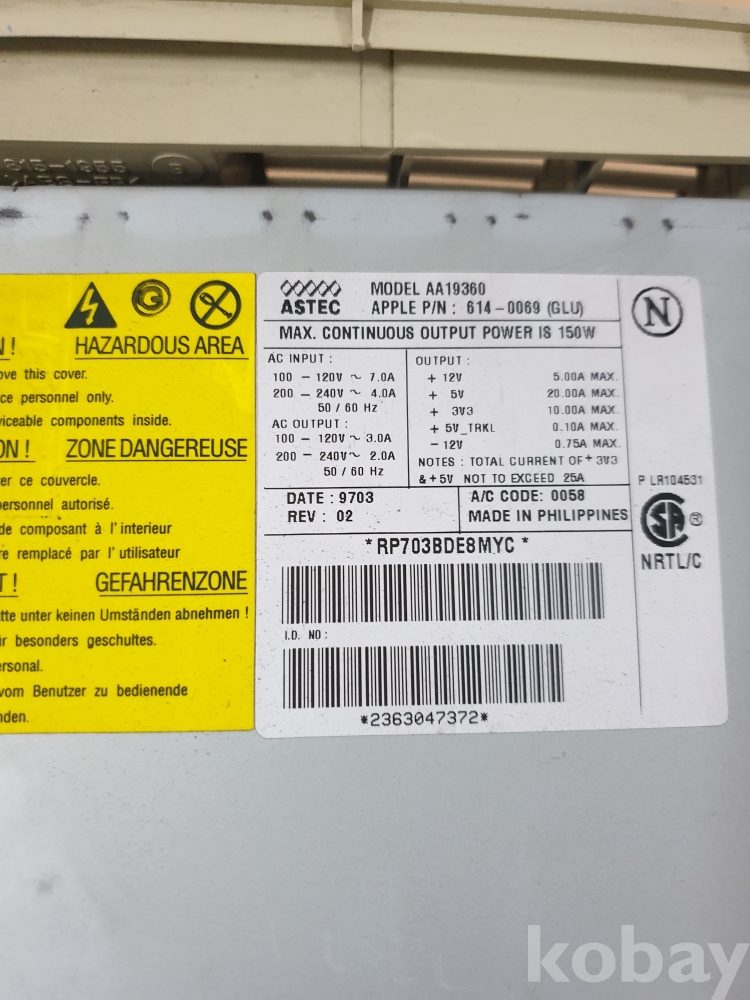 615-1955
N !
HAZARDOUS AREA
ove this cover.
ce personnel only.
viceable components inside.
ON !
ZONE DANGEREUSE
er ce couvercle.
personnel autorisé.
de composant à l'interieur
re remplacé par l'utilisateur
T !
GEFAHRENZONE
tte unter keinen Umständen abnehmen !
ir besonders geschultes.
ersonal.
vom Benutzer zu bedienende
nden.
ASTEC
MODEL AA19360
APPLE P/N : 614-0069 (GLU)
MAX. CONTINUOUS OUTPUT POWER IS 150W
AC INPUT :
100 - 120V ~ 7.0A
200 - 240V ~ 4.0A
50 / 60 Hz
AC OUTPUT :
100 - 120V ~ 3.0A
200 - 240V ~ 2.0A
50 / 60 Hz
OUTPUT :
+ 12V 5.00A MAX.
+ 5V 20.00A MAX.
+ 3V3 10.00A MAX.
+ 5V_TRKL 0.10A MAX.
- 12V 0.75A MAX.
NOTES : TOTAL CURRENT OF + 3V3
& + 5V NOT TO EXCEED 25A
DATE : 9703
REV : 02
A/C CODE: 0058
MADE IN PHILIPPINES
*RP703BDE8MYC*
I.D. NO :
*2363047372*
N
P LR104531
SA ®
NRTL/C
kobay